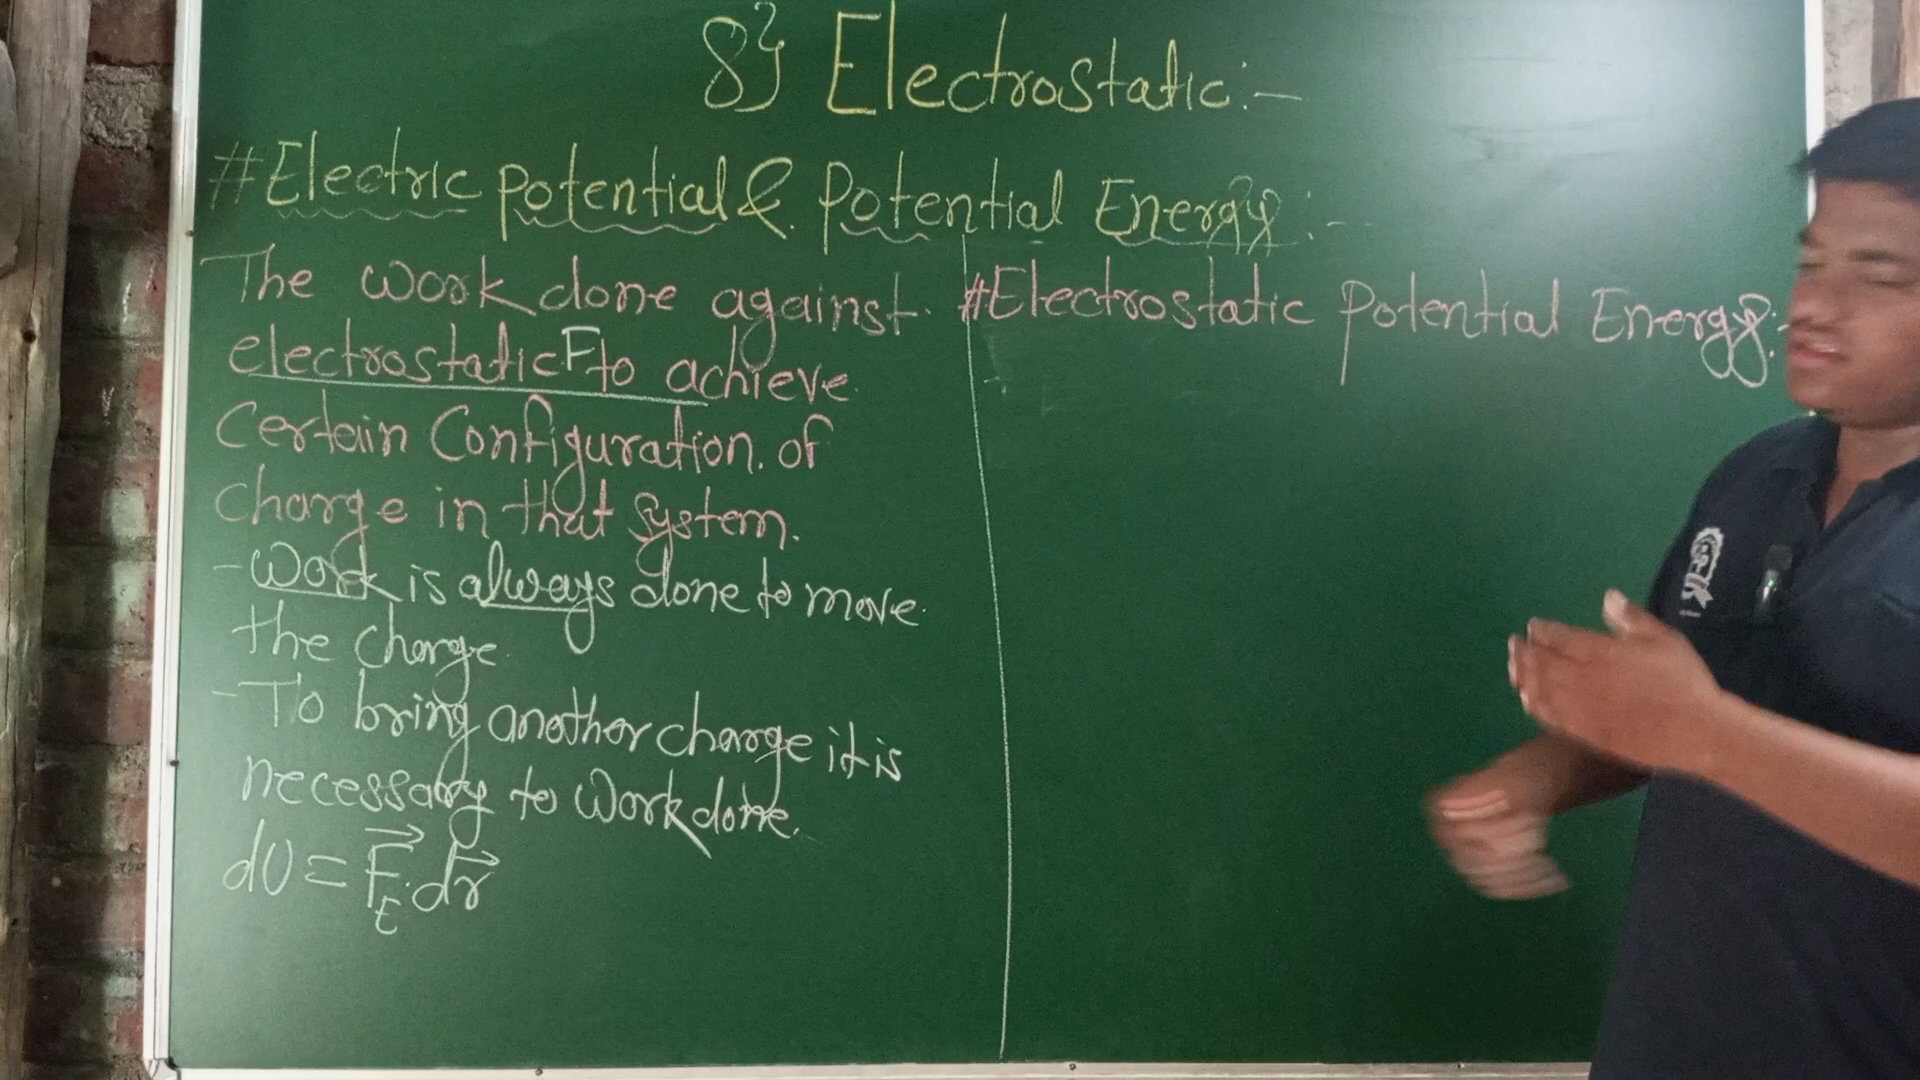 8} Electrostatic:-
#Electric potential & Potential Energy:-
The work done against
electrostatic F to achieve
Certain Configuration of
charge in that system.
- Work is always done to move
the charge
- To bring another charge it is
necessary to work done.
dU = F⃗E.dr⃗
#Electrostatic Potential Energy:-